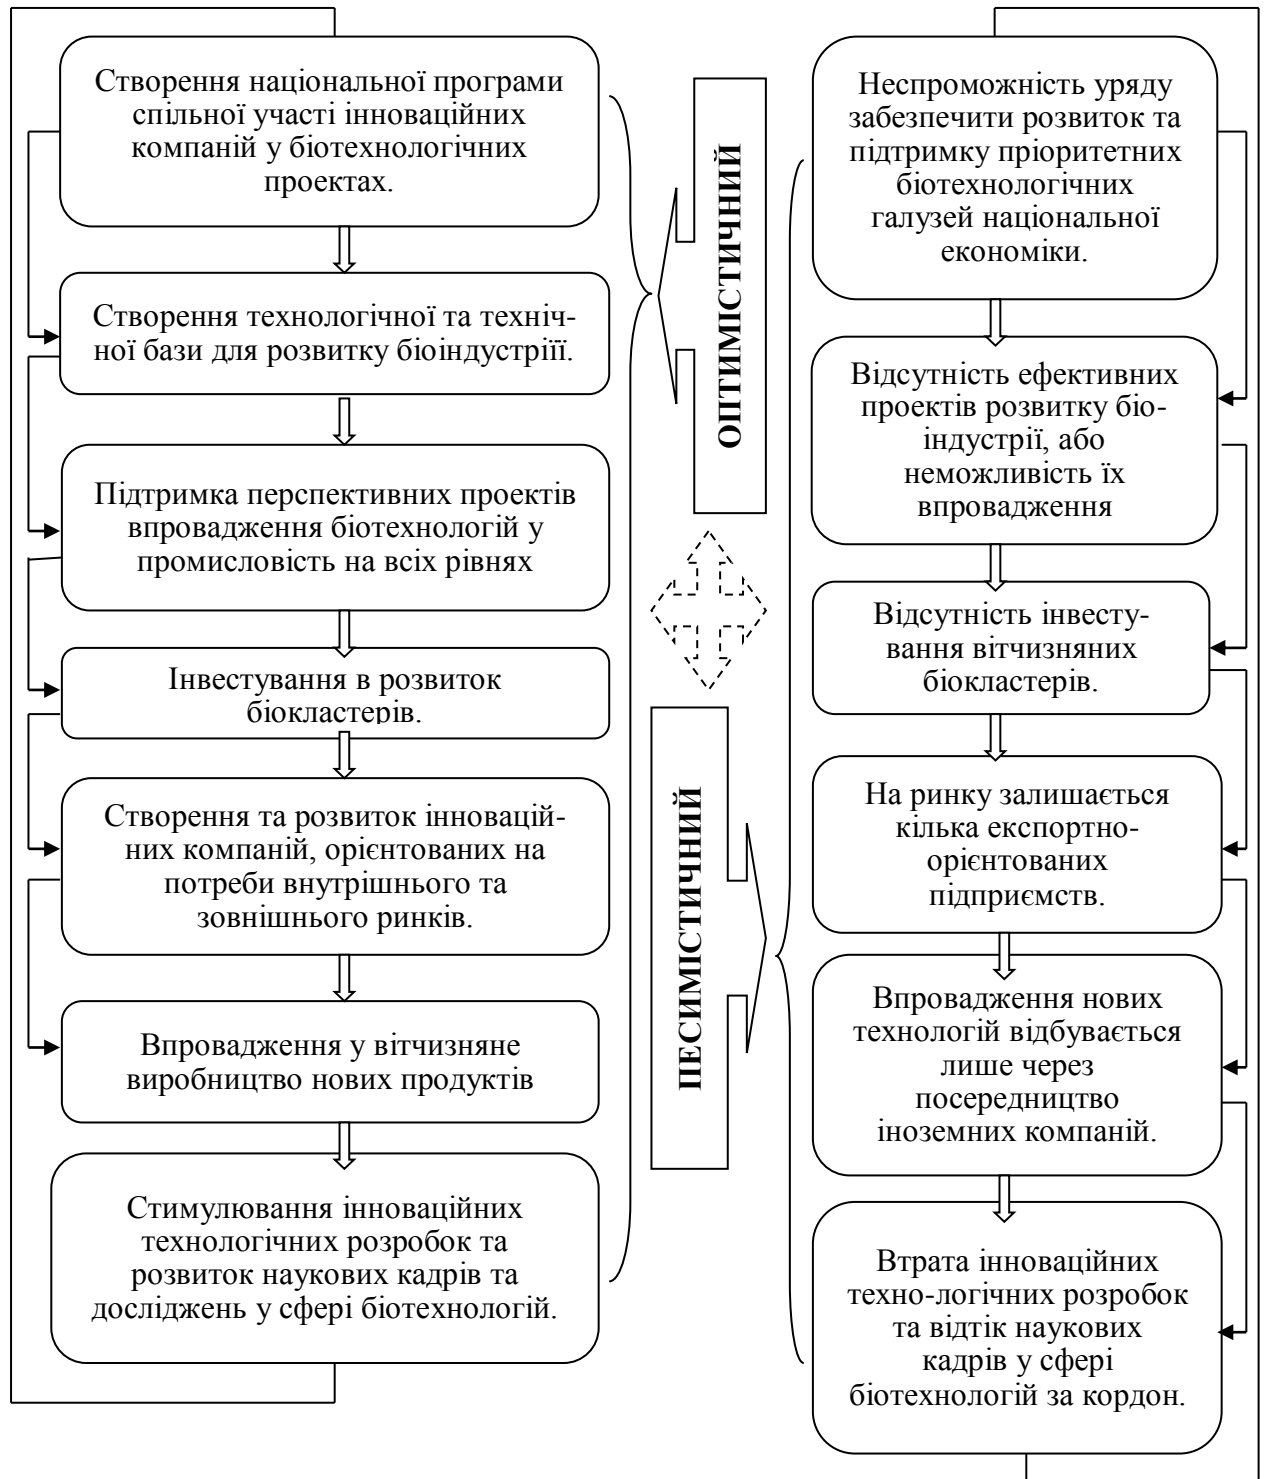 Створення національної програми
спільної участі інноваційних
компаній у біотехнологічних
проектах.
Створення технологічної та техніч-
ної бази для розвитку біоіндустріїї.
Підтримка перспективних проектів
впровадження біотехнологій у
промисловість на всіх рівнях
Інвестування в розвиток
біокластерів.
Створення та розвиток інновацій-
них компаній, орієнтованих на
потреби внутрішнього та
зовнішнього ринків.
Впровадження у вітчизняне
виробництво нових продуктів
Стимулювання інноваційних
технологічних розробок та
розвиток наукових кадрів та
досліджень у сфері біотехнологій.
ОПТИМІСТИЧНИЙ
ПЕСИМІСТИЧНИЙ
Неспроможність уряду
забезпечити розвиток та
підтримку пріоритетних
біотехнологічних
галузей національної
економіки.
Відсутність ефективних
проектів розвитку біо-
індустрії, або
неможливість їх
впровадження
Відсутність інвесту-
вання вітчизняних
біокластерів.
На ринку залишається
кілька експортно-
орієнтованих
підприємств.
Впровадження нових
технологій відбувається
лише через
посередництво
іноземних компаній.
Втрата інноваційних
техно-логічних розробок
та відтік наукових
кадрів у сфері
біотехнологій за кордон.